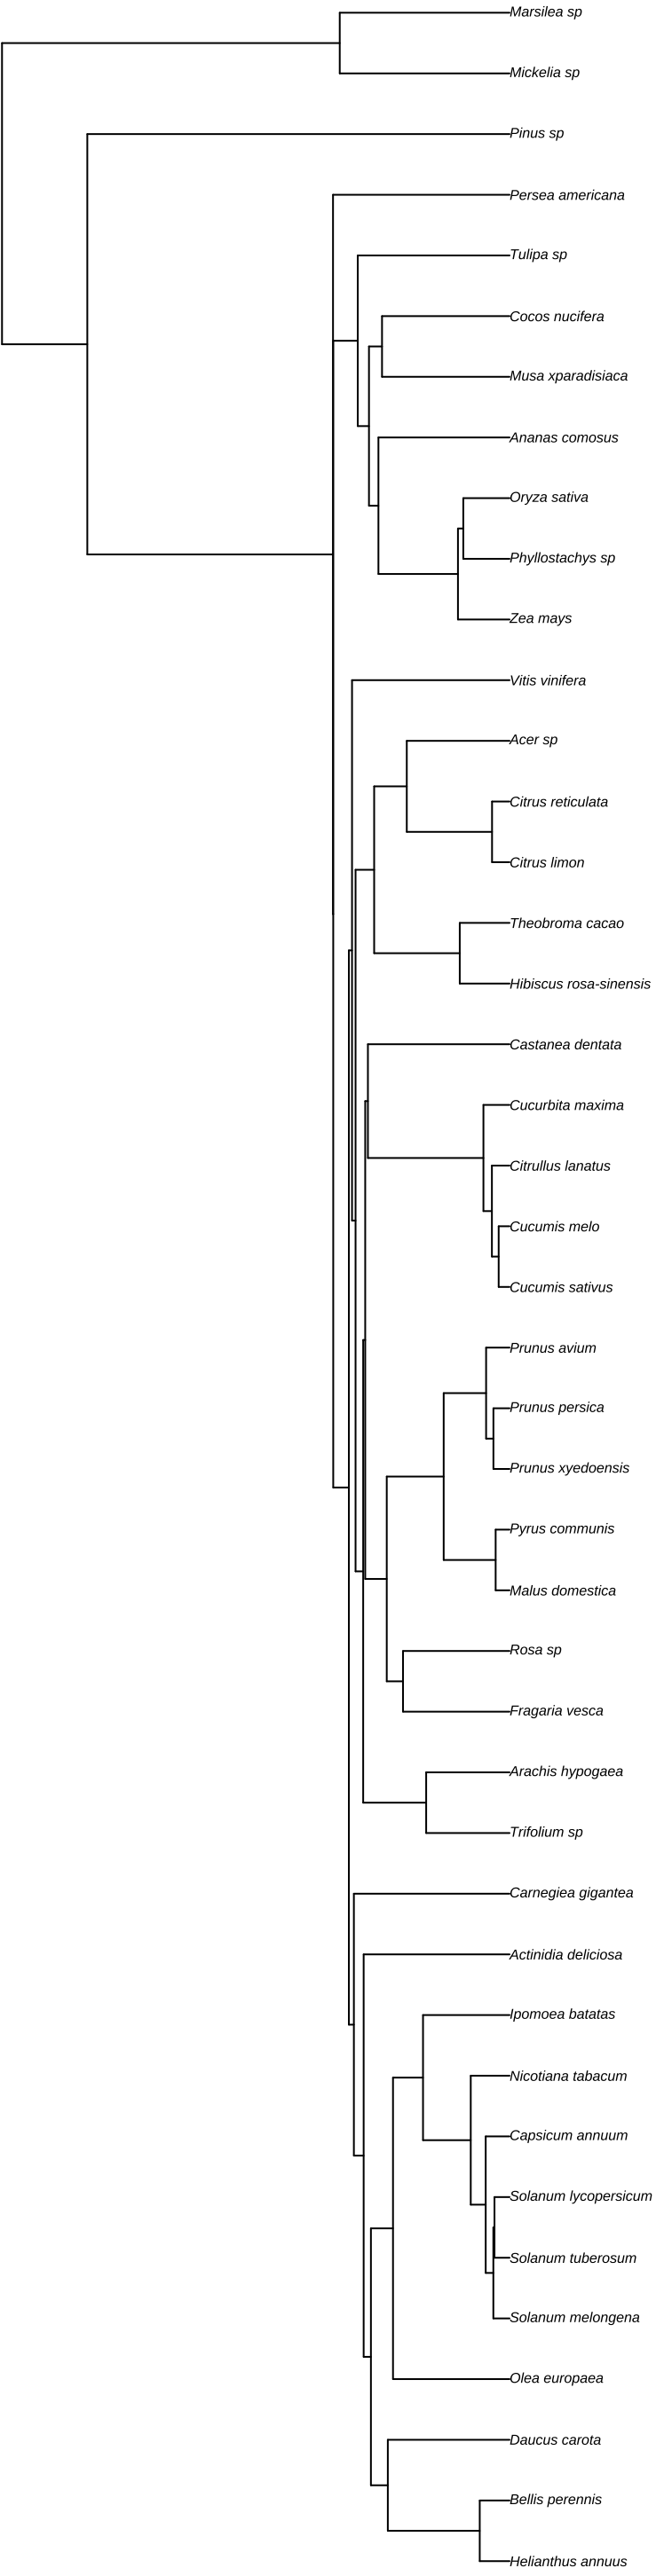 Marsilea sp
Mickelia sp
Pinus sp
Persea americana
Tulipa sp
Cocos nucifera
Musa xparadisiaca
Ananas comosus
Oryza sativa
Phyllostachys sp
Zea mays
Vitis vinifera
Acer sp
Citrus reticulata
Citrus limon
Theobroma cacao
Hibiscus rosa-sinensis
Castanea dentata
Cucurbita maxima
Citrullus lanatus
Cucumis melo
Cucumis sativus
Prunus avium
Prunus persica
Prunus xyedoensis
Pyrus communis
Malus domestica
Rosa sp
Fragaria vesca
Arachis hypogaea
Trifolium sp
Carnegiea gigantea
Actinidia deliciosa
Ipomoea batatas
Nicotiana tabacum
Capsicum annuum
Solanum lycopersicum
Solanum tuberosum
Solanum melongena
Olea europaea
Daucus carota
Bellis perennis
Helianthus annuus